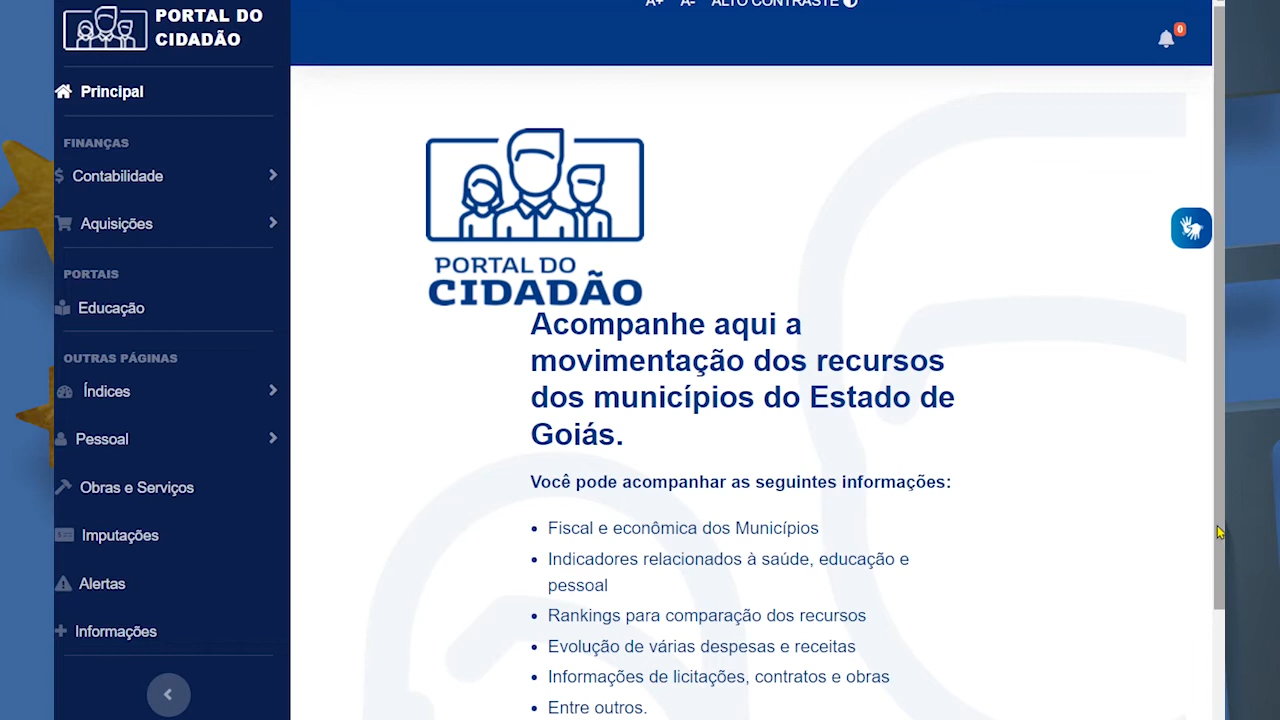 PORTAL DO
CIDADÃO
A+ A- ALTO CONTRASTE
0
Principal
FINANÇAS
Contabilidade
Aquisições
PORTAIS
Educação
OUTRAS PÁGINAS
Índices
Pessoal
Obras e Serviços
Imputações
Alertas
Informações
PORTAL DO
CIDADÃO
Acompanhe aqui a
movimentação dos recursos
dos municípios do Estado de
Goiás.
Você pode acompanhar as seguintes informações:
• Fiscal e econômica dos Municípios
• Indicadores relacionados à saúde, educação e
pessoal
• Rankings para comparação dos recursos
• Evolução de várias despesas e receitas
• Informações de licitações, contratos e obras
• Entre outros.